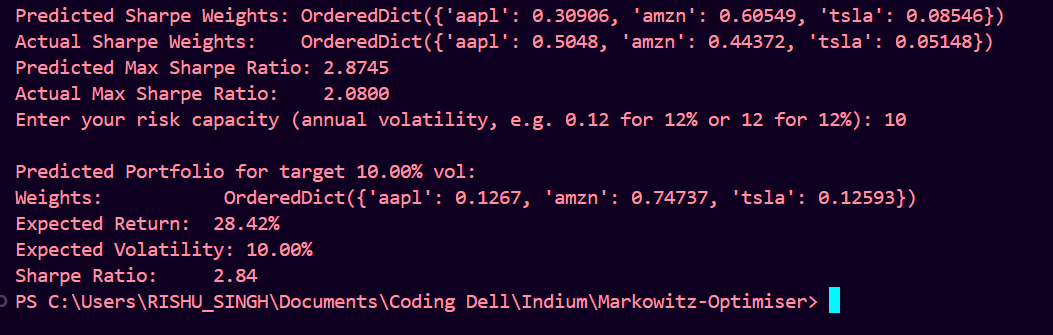 Predicted Sharpe Weights: OrderedDict({'aapl': 0.30906, 'amzn': 0.60549, 'tsla': 0.08546})
Actual Sharpe Weights:    OrderedDict({'aapl': 0.5048, 'amzn': 0.44372, 'tsla': 0.05148})
Predicted Max Sharpe Ratio: 2.8745
Actual Max Sharpe Ratio:    2.0800
Enter your risk capacity (annual volatility, e.g. 0.12 for 12% or 12 for 12%): 10
Predicted Portfolio for target 10.00% vol:
Weights:           OrderedDict({'aapl': 0.1267, 'amzn': 0.74737, 'tsla': 0.12593})
Expected Return:  28.42%
Expected Volatility: 10.00%
Sharpe Ratio:     2.84
PS C:\Users\RISHU_SINGH\Documents\Coding Dell\Indium\Markowitz-Optimiser>